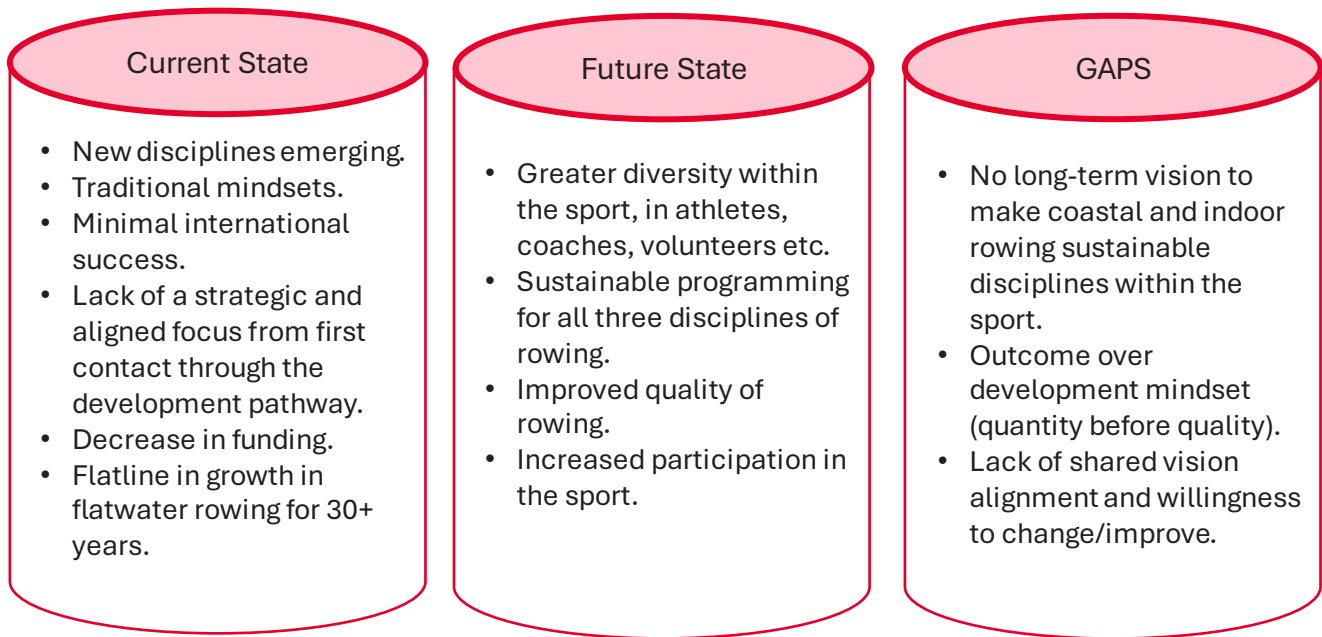 Current State
• New disciplines emerging.
• Traditional mindsets.
• Minimal international
success.
• Lack of a strategic and
aligned focus from first
contact through the
development pathway.
• Decrease in funding.
• Flatline in growth in
flatwater rowing for 30+
years.
Future State
• Greater diversity within
the sport, in athletes,
coaches, volunteers etc.
• Sustainable programming
for all three disciplines of
rowing.
• Improved quality of
rowing.
• Increased participation in
the sport.
GAPS
• No long-term vision to
make coastal and indoor
rowing sustainable
disciplines within the
sport.
• Outcome over
development mindset
(quantity before quality).
• Lack of shared vision
alignment and willingness
to change/improve.